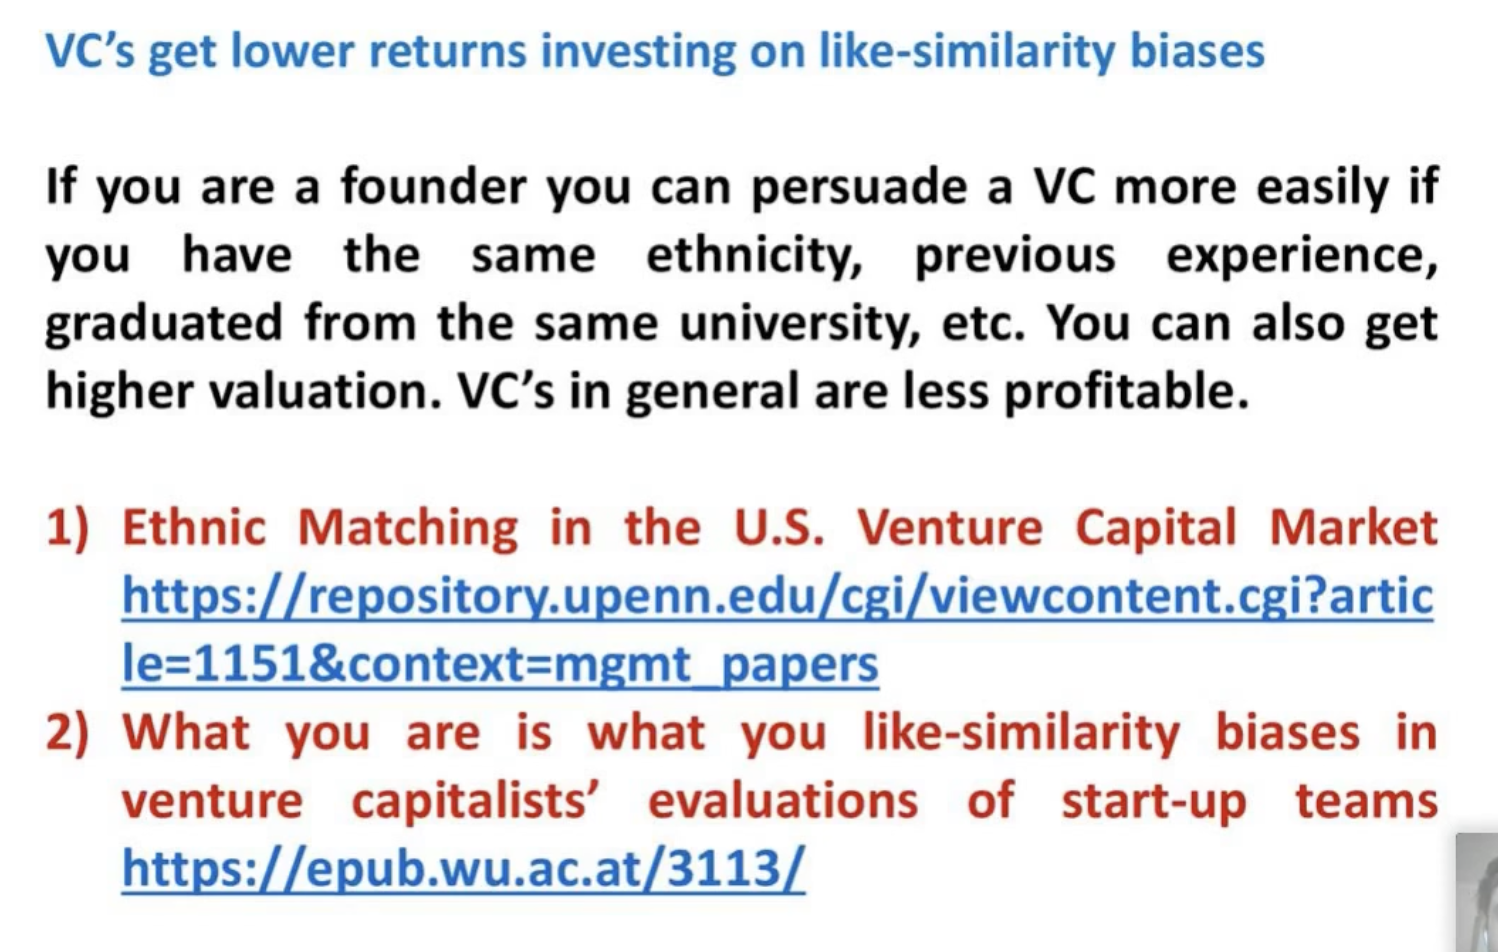 VC’s get lower returns investing on like-similarity biases
If you are a founder you can persuade a VC more easily if
you have the same ethnicity, previous experience,
graduated from the same university, etc. You can also get
higher valuation. VC’s in general are less profitable.
1) Ethnic Matching in the U.S. Venture Capital Market
https://repository.upenn.edu/cgi/viewcontent.cgi?artic
le=1151&context=mgmt_papers
2) What you are is what you like-similarity biases in
venture capitalists’ evaluations of start-up teams
https://epub.wu.ac.at/3113/